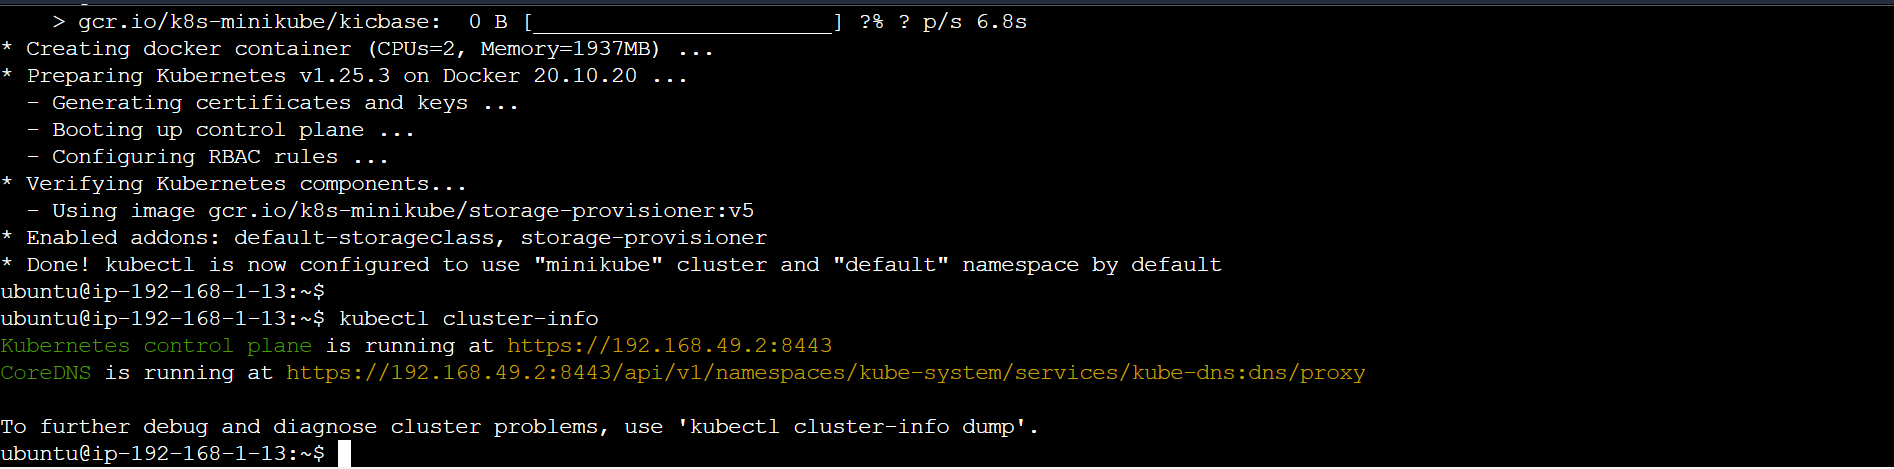 > gcr.io/k8s-minikube/kicbase:  0 B [_______________________] ?% ? p/s 6.8s
* Creating docker container (CPUs=2, Memory=1937MB) ...
* Preparing Kubernetes v1.25.3 on Docker 20.10.20 ...
  - Generating certificates and keys ...
  - Booting up control plane ...
  - Configuring RBAC rules ...
* Verifying Kubernetes components...
  - Using image gcr.io/k8s-minikube/storage-provisioner:v5
* Enabled addons: default-storageclass, storage-provisioner
* Done! kubectl is now configured to use "minikube" cluster and "default" namespace by default
ubuntu@ip-192-168-1-13:~$
ubuntu@ip-192-168-1-13:~$ kubectl cluster-info
Kubernetes control plane is running at https://192.168.49.2:8443
CoreDNS is running at https://192.168.49.2:8443/api/v1/namespaces/kube-system/services/kube-dns:dns/proxy

To further debug and diagnose cluster problems, use 'kubectl cluster-info dump'.
ubuntu@ip-192-168-1-13:~$